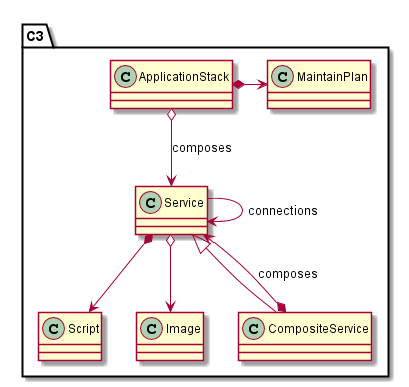 C3
C ApplicationStack
C MaintainPlan
composes
C Service
connections
composes
C Script
C Image
C CompositeService